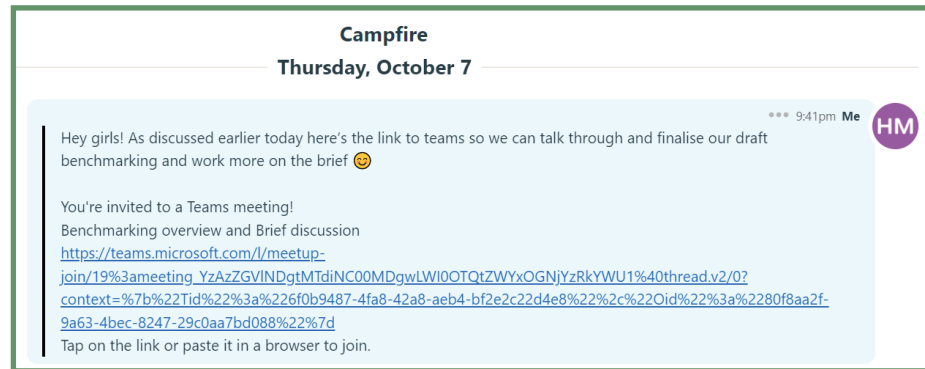 Campfire
Thursday, October 7
••• 9:41pm Me
HM
Hey girls! As discussed earlier today here's the link to teams so we can talk through and finalise our draft
benchmarking and work more on the brief 😊
You're invited to a Teams meeting!
Benchmarking overview and Brief discussion
https://teams.microsoft.com/l/meetup-
join/19%3ameeting_YzAzZGVlNDgtMTdiNC00MDgwLWI0OTQtZWYxOGNjYzRkYWU1%40thread.v2/0?
context=%7b%22Tid%22%3a%226f0b9487-4fa8-42a8-aeb4-bf2e2c22d4e8%22%2c%22Oid%22%3a%2280f8aa2f-
9a63-4bec-8247-29c0aa7bd088%22%7d
Tap on the link or paste it in a browser to join.